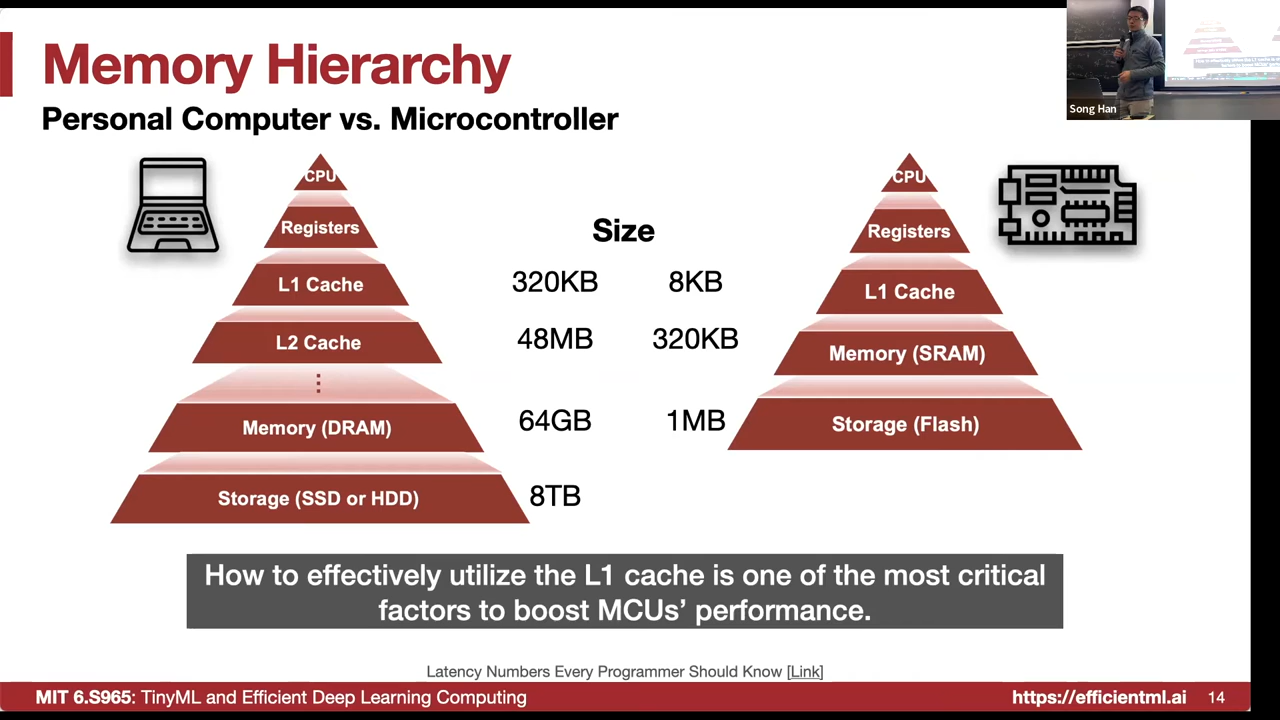 Memory Hierarchy
Personal Computer vs. Microcontroller
Song Han
CPU
Registers
L1 Cache
L2 Cache
Memory (DRAM)
Storage (SSD or HDD)
Size
320KB 8KB
48MB 320KB
64GB 1MB
8TB
CPU
Registers
L1 Cache
Memory (SRAM)
Storage (Flash)
How to effectively utilize the L1 cache is one of the most critical
factors to boost MCUs’ performance.
Latency Numbers Every Programmer Should Know [Link]
MIT 6.S965: TinyML and Efficient Deep Learning Computing https://efficientml.ai 14